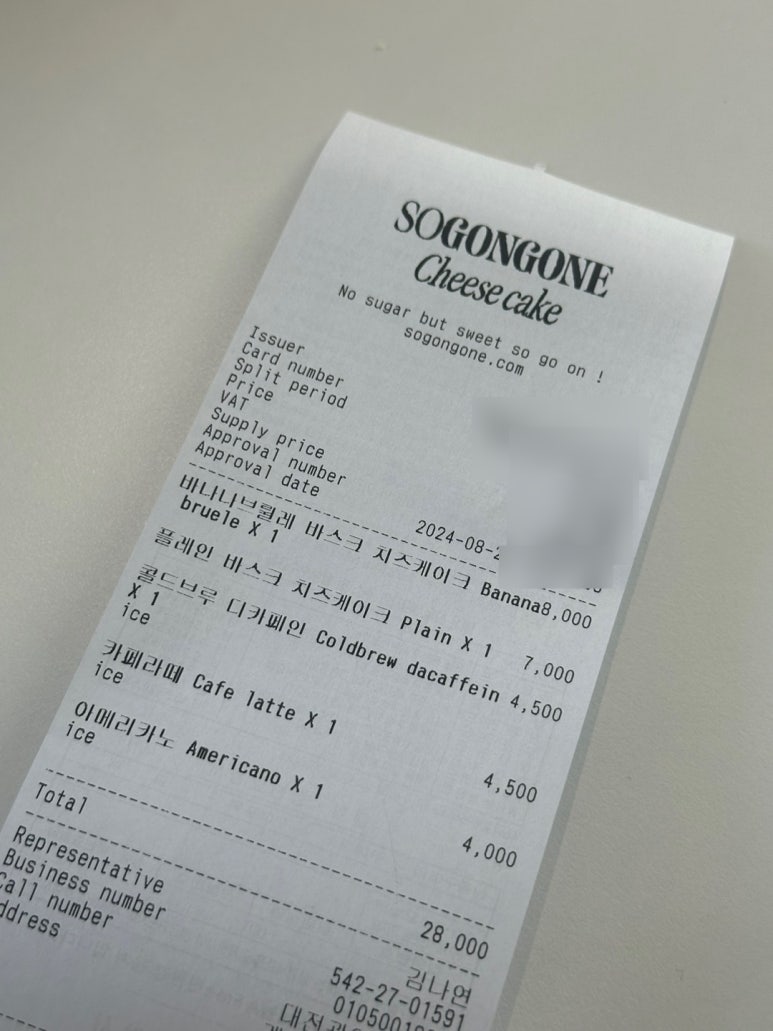 SOGONGONE
Cheese cake
No sugar but sweet so go on !
sogongone.com
Issuer
Card number
Split period
Price
VAT
Supply price
Approval number
Approval date 2024-08-
바나나브륄레 바스크 치즈케이크 Banana 8,000
bruele X 1
플레인 바스크 치즈케이크 Plain X 1 7,000
콜드브루 디카페인 Coldbrew dacaffein 4,500
X 1
ice
카페라떼 Cafe latte X 1 4,500
ice
아메리카노 Americano X 1 4,000
ice
Total 28,000
Representative 김나연
Business number 542-27-01591
Call number 0105001
ddress 대전광